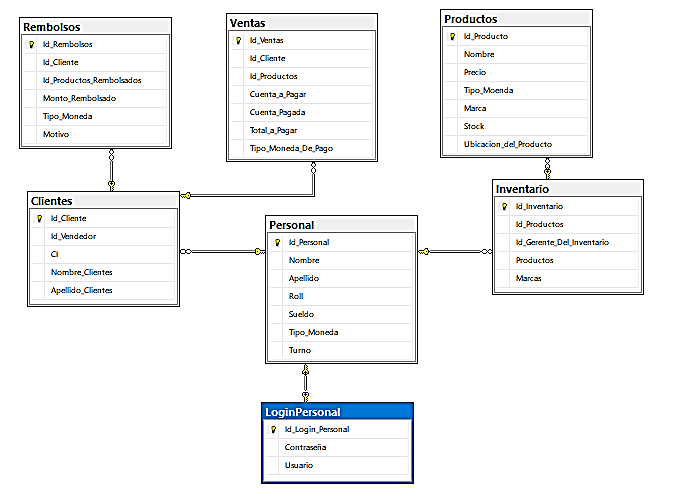 Rembolsos
Id_Rembolsos
Id_Cliente
Id_Productos_Rembolsados
Monto_Rembolsado
Tipo_Moneda
Motivo
Ventas
Id_Ventas
Id_Cliente
Id_Productos
Cuenta_a_Pagar
Cuenta_Pagada
Total_a_Pagar
Tipo_Moneda_De_Pago
Productos
Id_Producto
Nombre
Precio
Tipo_Moenda
Marca
Stock
Ubicacion_del_Producto
Clientes
Id_Cliente
Id_Vendedor
CI
Nombre_Clientes
Apellido_Clientes
Personal
Id_Personal
Nombre
Apellido
Roll
Sueldo
Tipo_Moneda
Turno
Inventario
Id_Inventario
Id_Productos
Id_Gerente_Del_Inventario
Productos
Marcas
LoginPersonal
Id_Login_Personal
Contraseña
Usuario